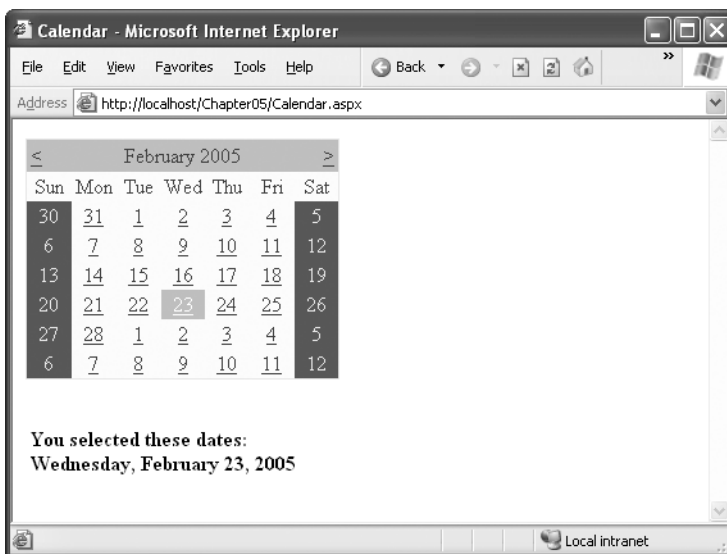 Calendar - Microsoft Internet Explorer
File Edit View Favorites Tools Help Back »
Address http://localhost/Chapter05/Calendar.aspx
< February 2005 >
Sun Mon Tue Wed Thu Fri Sat
30 31 1 2 3 4 5
6 7 8 9 10 11 12
13 14 15 16 17 18 19
20 21 22 23 24 25 26
27 28 1 2 3 4 5
6 7 8 9 10 11 12
You selected these dates:
Wednesday, February 23, 2005
Local intranet